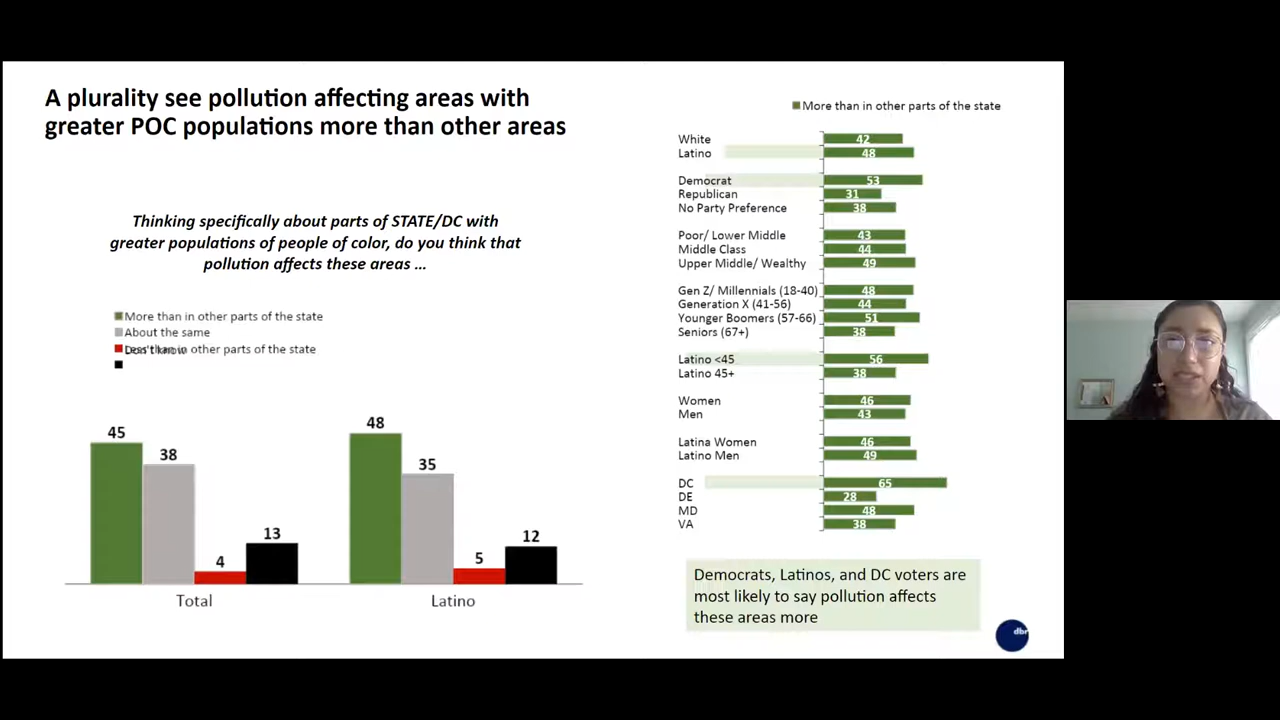 A plurality see pollution affecting areas with
greater POC populations more than other areas
Thinking specifically about parts of STATE/DC with
greater populations of people of color, do you think that
pollution affects these areas ...
More than in other parts of the state
About the same
Less than in other parts of the state
Don't know
45
38
4
13
48
35
5
12
Total
Latino
More than in other parts of the state
White 42
Latino 48
Democrat 53
Republican 31
No Party Preference 38
Poor/ Lower Middle 43
Middle Class 44
Upper Middle/ Wealthy 49
Gen Z/ Millennials (18-40) 48
Generation X (41-56) 44
Younger Boomers (57-66) 51
Seniors (67+) 38
Latino <45 56
Latino 45+ 38
Women 46
Men 43
Latina Women 46
Latino Men 49
DC 65
DE 28
MD 48
VA 38
Democrats, Latinos, and DC voters are
most likely to say pollution affects
these areas more
dbr